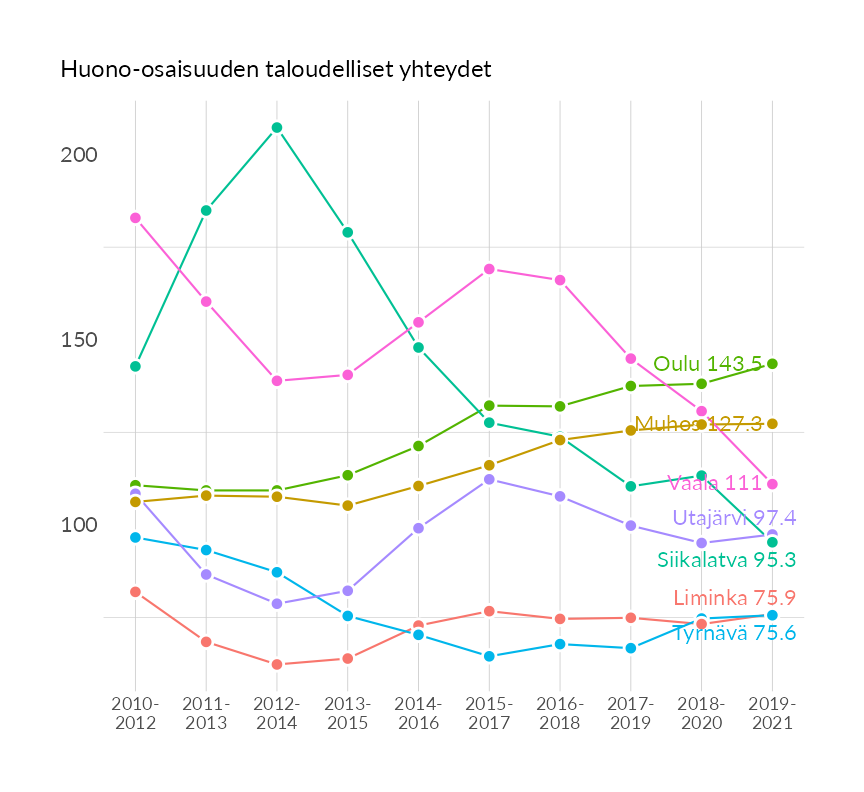 Huono-osaisuuden taloudelliset yhteydet
200
150
100
Oulu 143.5
Muhos 127.3
Vaala 111
Utajärvi 97.4
Siikalatva 95.3
Liminka 75.9
Tyrnävä 75.6
2010-
2012
2011-
2013
2012-
2014
2013-
2015
2014-
2016
2015-
2017
2016-
2018
2017-
2019
2018-
2020
2019-
2021